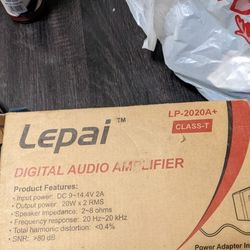 LP-2020A+
Lepai™
CLASS-T
DIGITAL AUDIO AMPLIFIER
Product Features:
• Input power: DC 9~14.4V 2A
• Output power: 20W x 2 RMS
• Speaker impedance: 2~8 ohms
• Frequency response: 20 Hz~20 kHz
• Total harmonic distortion: <0.4%
• SNR: >80 dB
Power Adapter